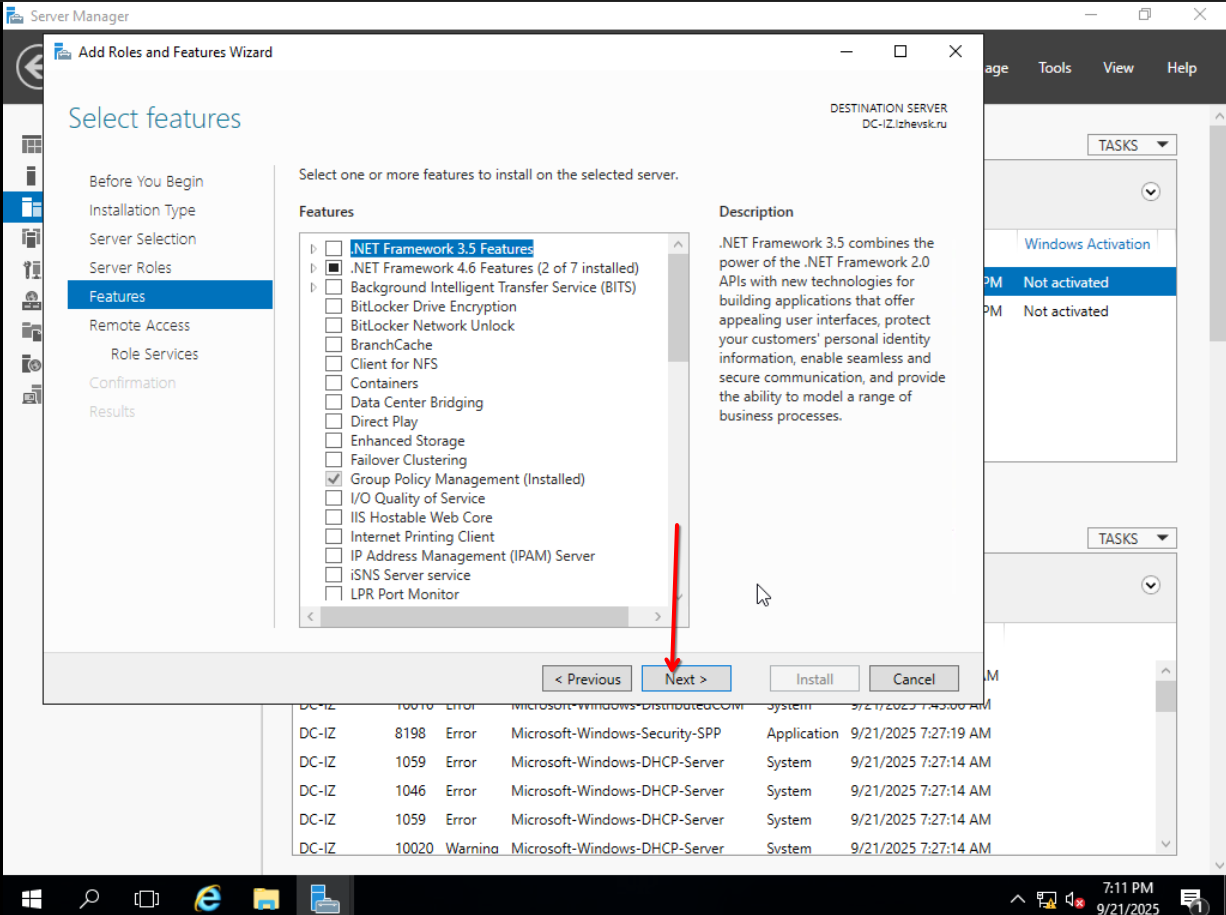 Server Manager
Add Roles and Features Wizard
age Tools View Help
Select features
DESTINATION SERVER
DC-IZ.Izhevsk.ru
TASKS
Before You Begin
Installation Type
Server Selection
Server Roles
Features
Remote Access
Role Services
Confirmation
Results
Select one or more features to install on the selected server.
Features
.NET Framework 3.5 Features
.NET Framework 4.6 Features (2 of 7 installed)
Background Intelligent Transfer Service (BITS)
BitLocker Drive Encryption
BitLocker Network Unlock
BranchCache
Client for NFS
Containers
Data Center Bridging
Direct Play
Enhanced Storage
Failover Clustering
Group Policy Management (Installed)
I/O Quality of Service
IIS Hostable Web Core
Internet Printing Client
IP Address Management (IPAM) Server
iSNS Server service
LPR Port Monitor
Description
.NET Framework 3.5 combines the
power of the .NET Framework 2.0
APIs with new technologies for
building applications that offer
appealing user interfaces, protect
your customers' personal identity
information, enable seamless and
secure communication, and provide
the ability to model a range of
business processes.
Windows Activation
PM Not activated
PM Not activated
TASKS
< Previous Next > Install Cancel
AM
DC-IZ 10016 Error Microsoft-Windows-DistributedCOM System 9/21/2025 7:43:00 AM
DC-IZ 8198 Error Microsoft-Windows-Security-SPP Application 9/21/2025 7:27:19 AM
DC-IZ 1059 Error Microsoft-Windows-DHCP-Server System 9/21/2025 7:27:14 AM
DC-IZ 1046 Error Microsoft-Windows-DHCP-Server System 9/21/2025 7:27:14 AM
DC-IZ 1059 Error Microsoft-Windows-DHCP-Server System 9/21/2025 7:27:14 AM
DC-IZ 10020 Warning Microsoft-Windows-DHCP-Server System 9/21/2025 7:27:14 AM
7:11 PM
9/21/2025
1